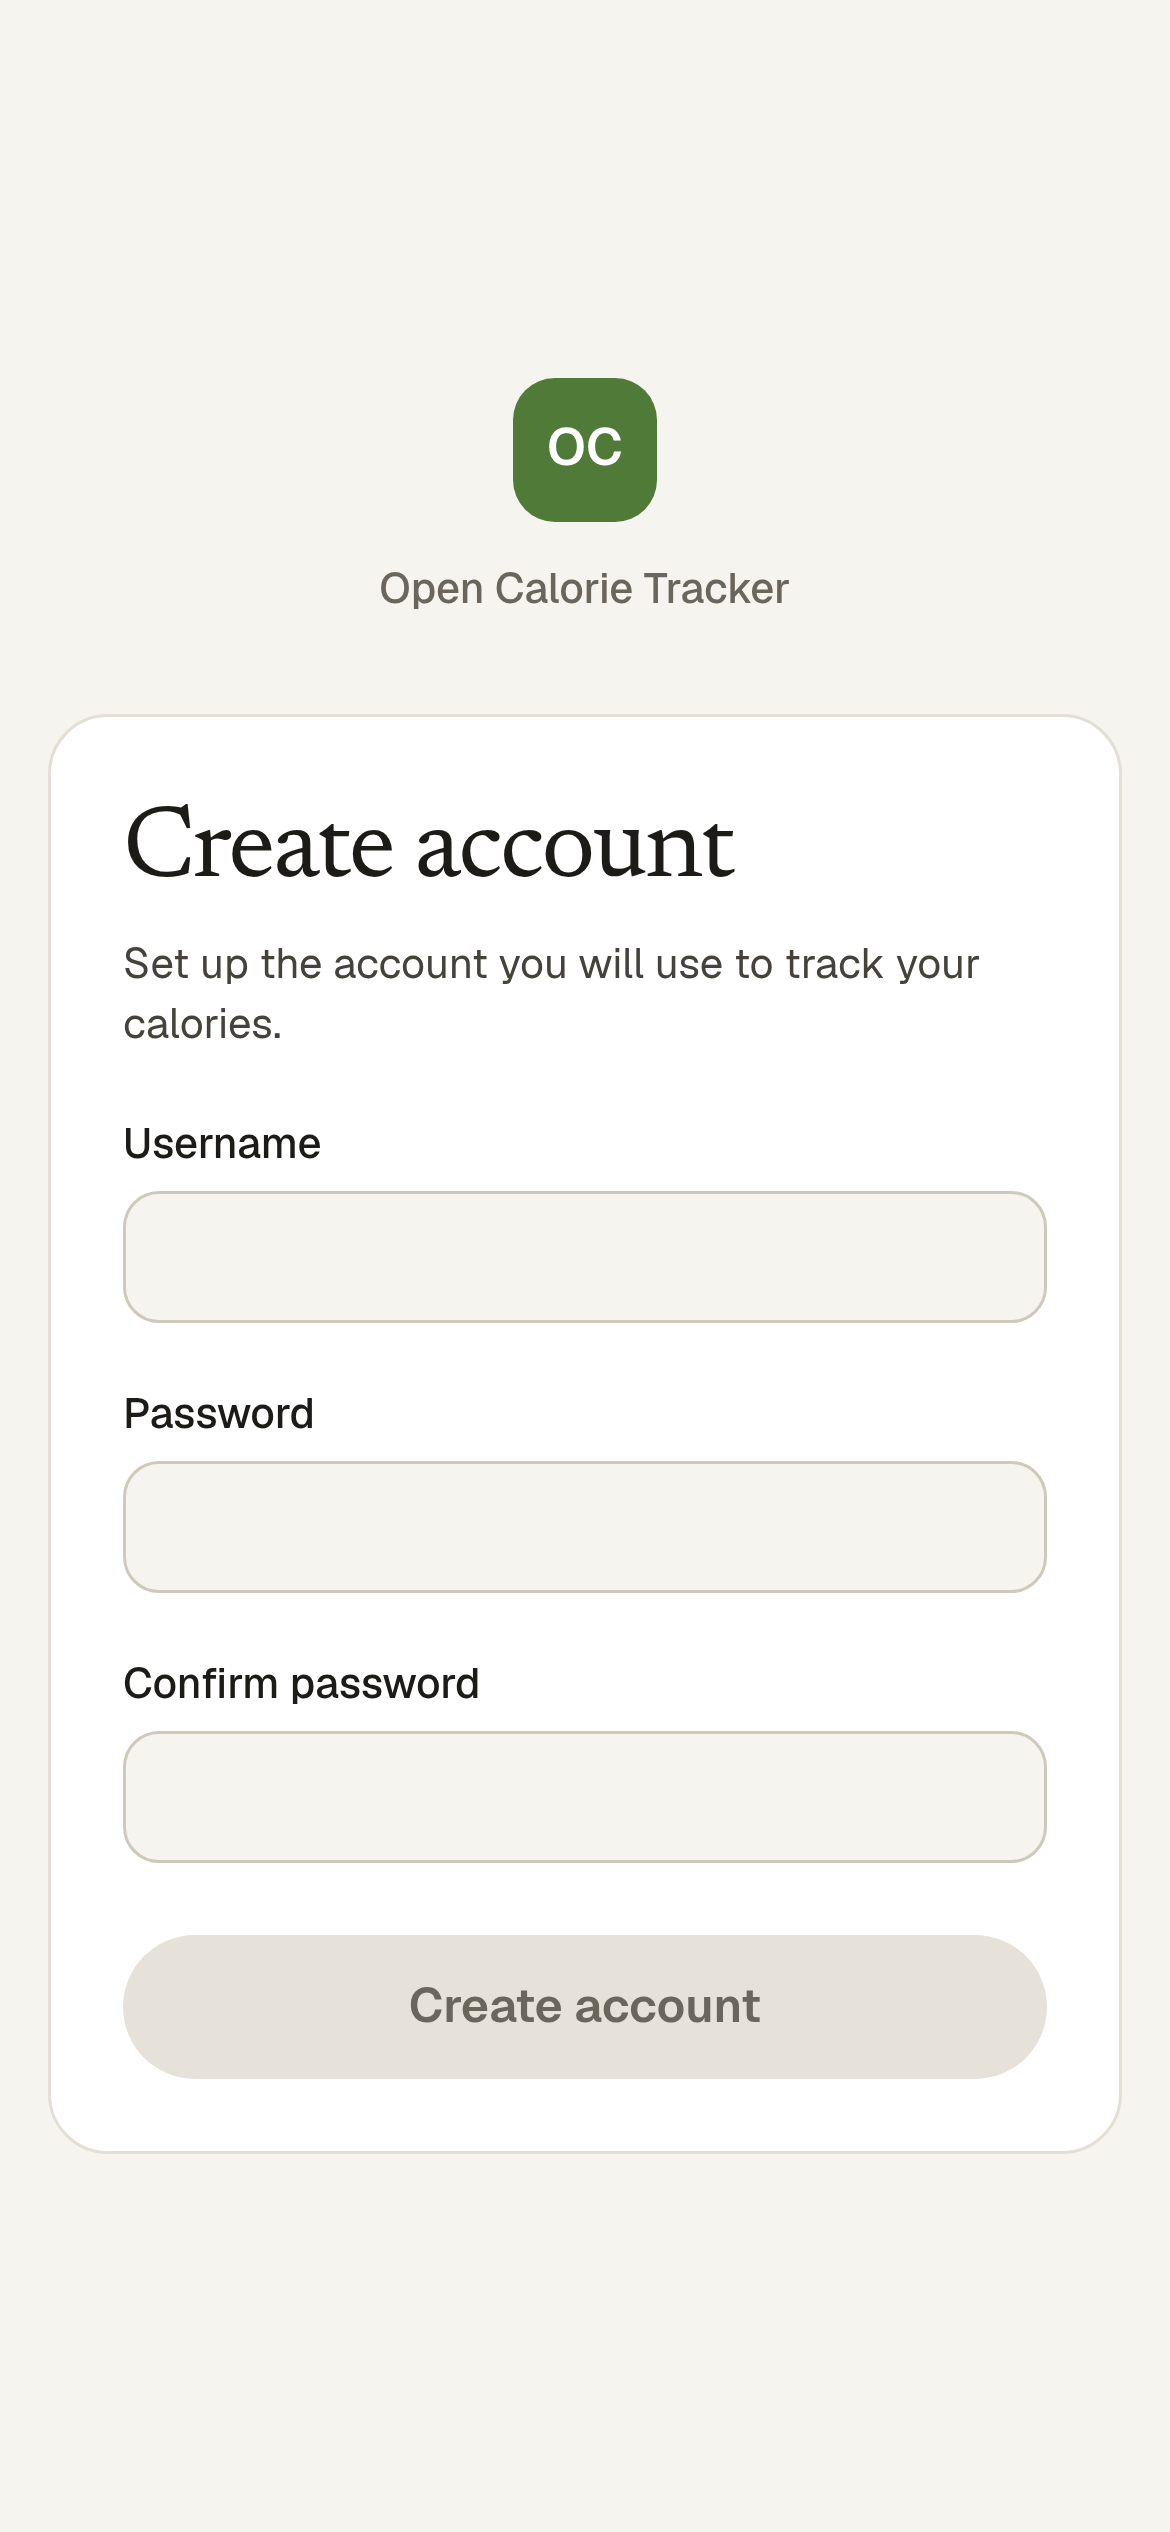 OC
Open Calorie Tracker
Create account
Set up the account you will use to track your
calories.
Username
Password
Confirm password
Create account